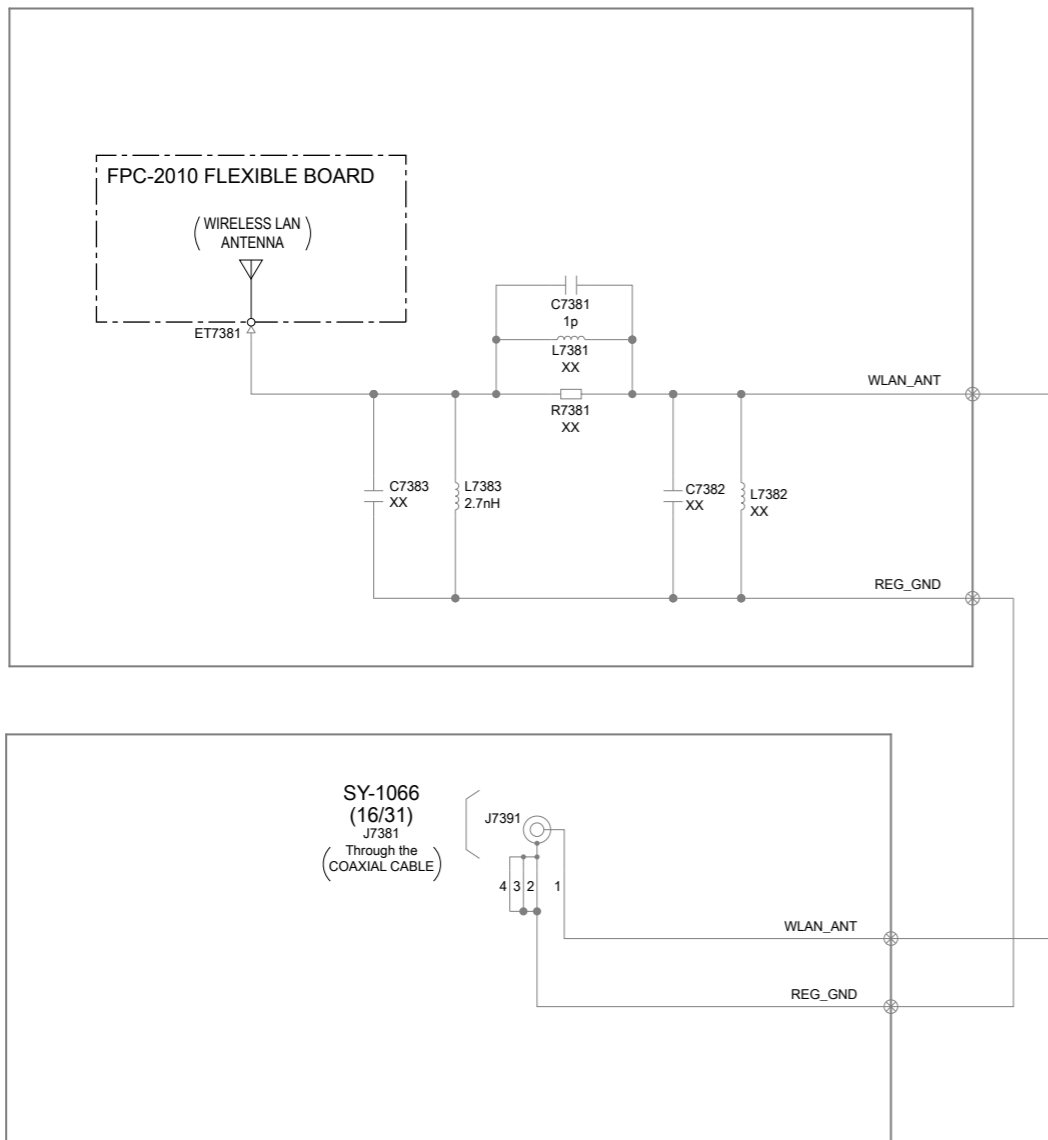 FPC-2010 FLEXIBLE BOARD
(WIRELESS LAN
ANTENNA)
ET7381
C7381
1p
L7381
XX
R7381
XX
WLAN_ANT
C7383
XX
L7383
2.7nH
C7382
XX
L7382
XX
REG_GND
SY-1066
(16/31)
J7381
(Through the
COAXIAL CABLE)
J7391
4 3 2 1
WLAN_ANT
REG_GND